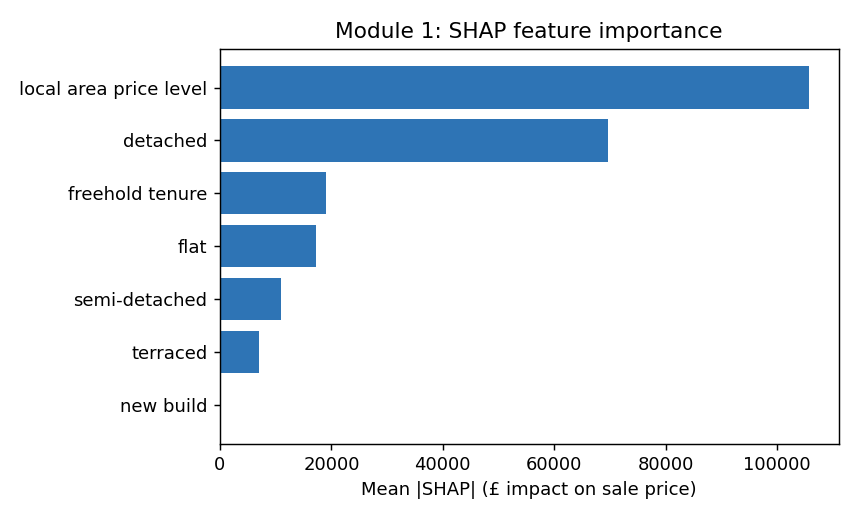 Module 1: SHAP feature importance
local area price level
detached
freehold tenure
flat
semi-detached
terraced
new build
0 20000 40000 60000 80000 100000
Mean |SHAP| (£ impact on sale price)